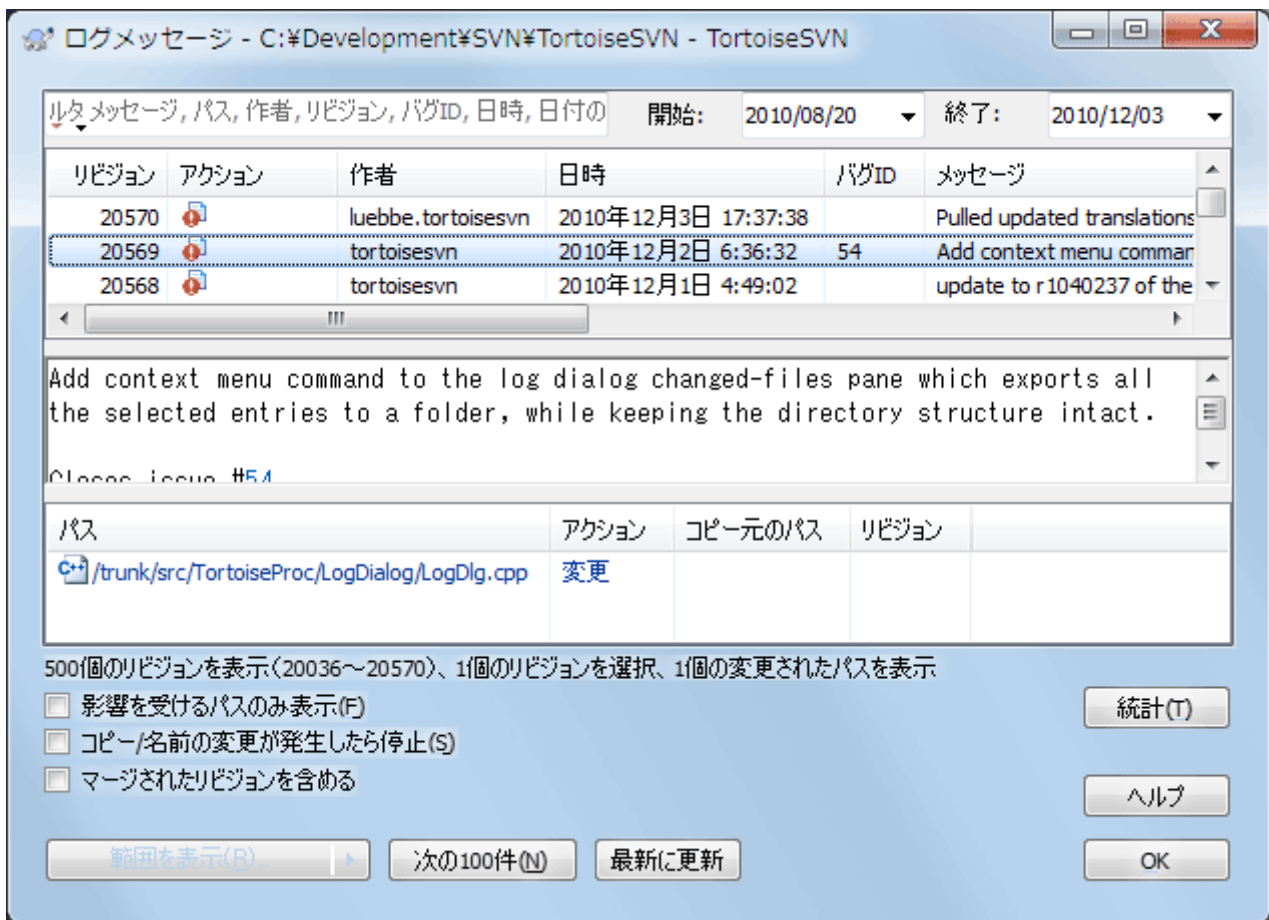 ログメッセージ - C:¥Development¥SVN¥TortoiseSVN - TortoiseSVN
ルタ メッセージ, パス, 作者, リビジョン, バグID, 日時, 日付の 開始: 2010/08/20 終了: 2010/12/03
リビジョン アクション 作者 日時 バグID メッセージ
20570 luebbe.tortoisesvn 2010年12月3日 17:37:38 Pulled updated translations
20569 tortoisesvn 2010年12月2日 6:36:32 54 Add context menu comman
20568 tortoisesvn 2010年12月1日 4:49:02 update to r1040237 of the
Add context menu command to the log dialog changed-files pane which exports all
the selected entries to a folder, while keeping the directory structure intact.
Closes issue #54
パス アクション コピー元のパス リビジョン
C++ /trunk/src/TortoiseProc/LogDialog/LogDlg.cpp 変更
500個のリビジョンを表示(20036～20570)、1個のリビジョンを選択、1個の変更されたパスを表示
影響を受けるパスのみ表示(F)
統計(T)
コピー/名前の変更が発生したら停止(S)
マージされたリビジョンを含める
ヘルプ
範囲を表示(R)... 次の100件(N) 最新に更新 OK